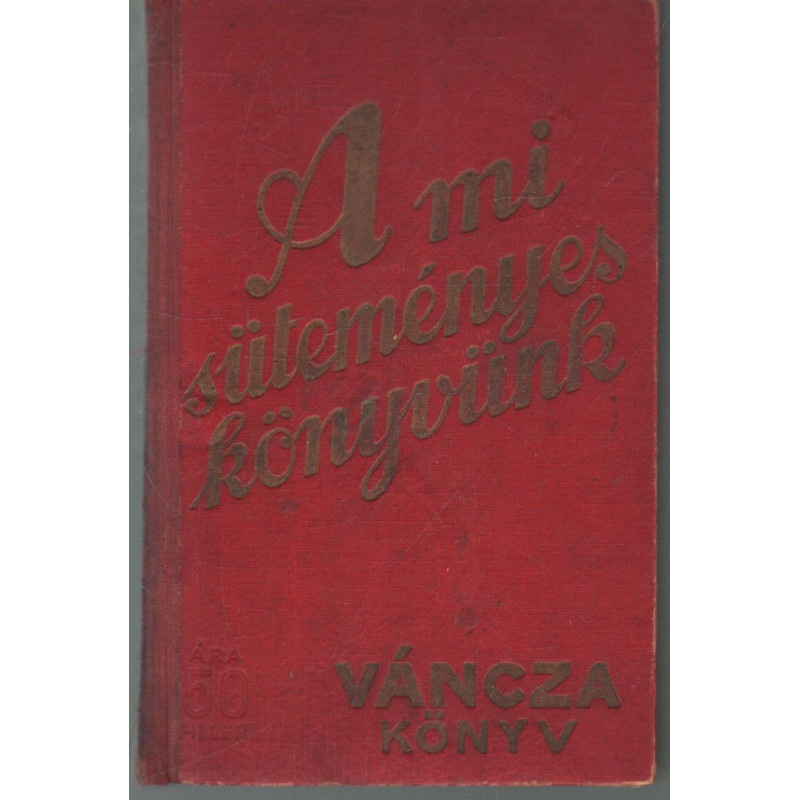 A mi
süteményes
könyvünk
ÁRA
50
FILLÉR
VÁNCZA
KÖNYV